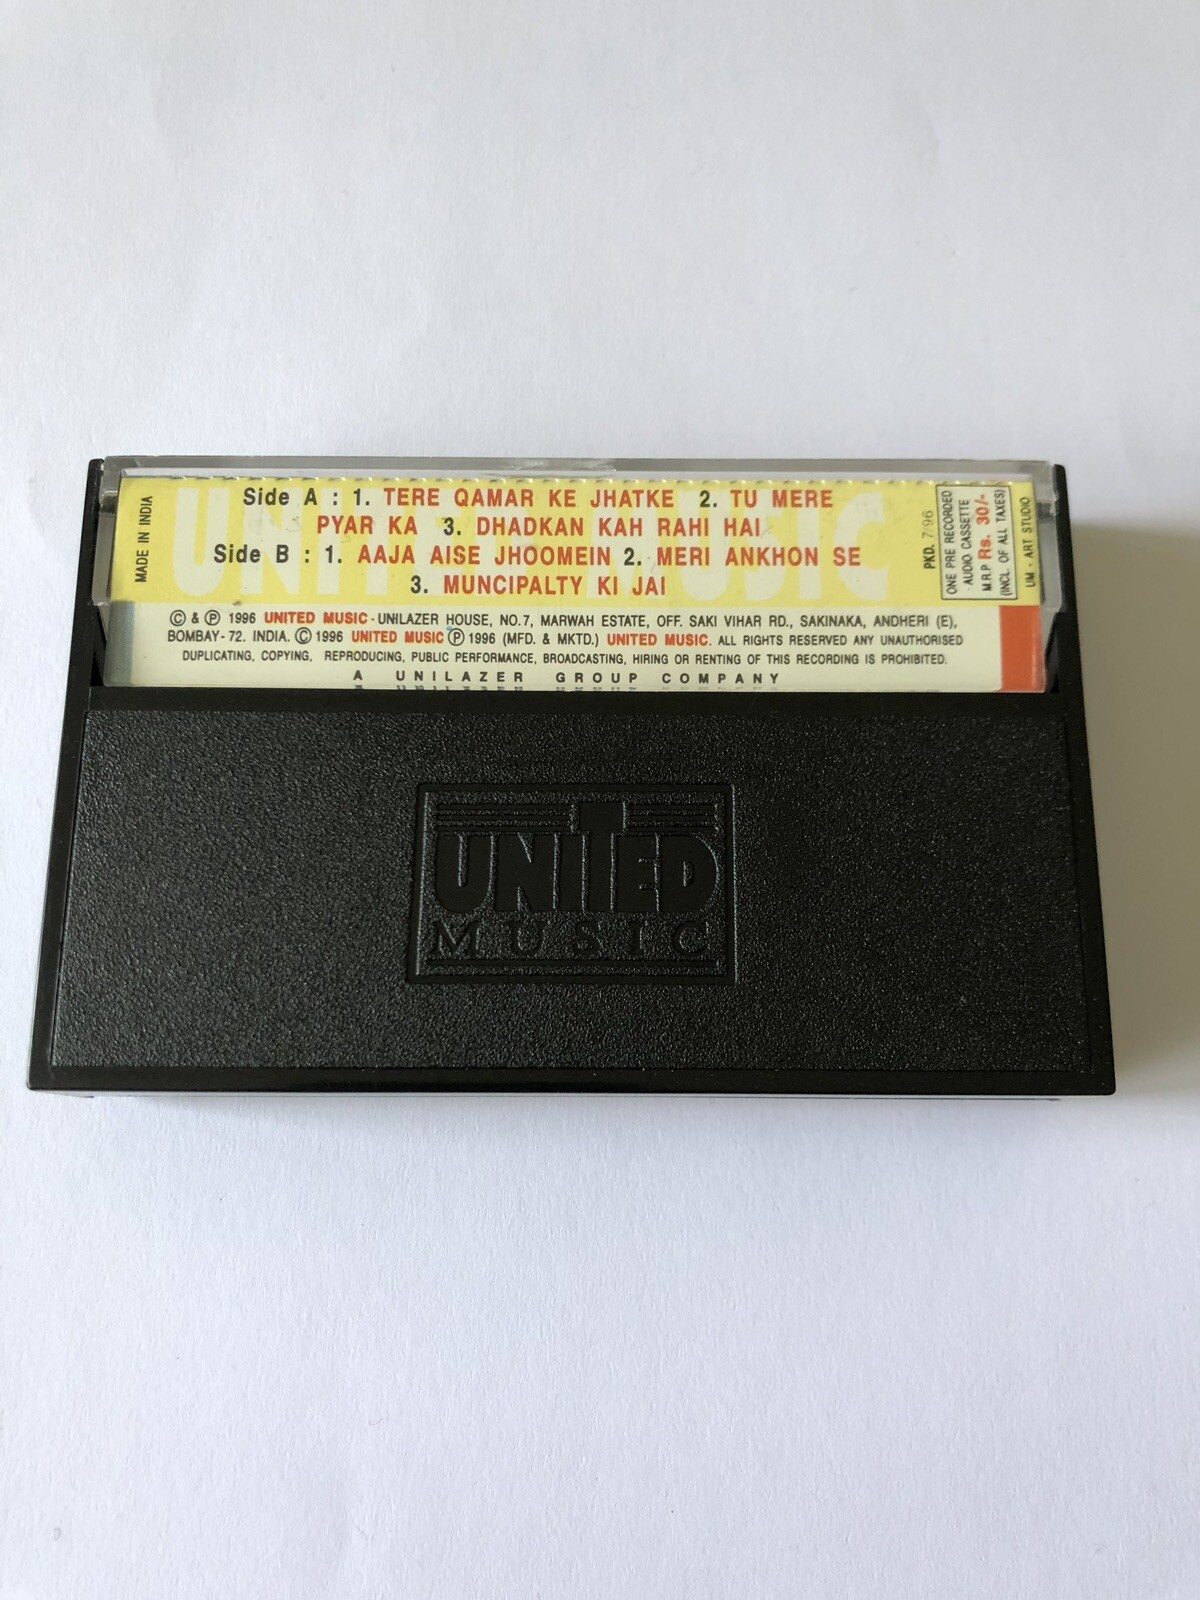 MADE IN INDIA
UNITED MUSIC
Side A : 1. TERE QAMAR KE JHATKE 2. TU MERE
PYAR KA 3. DHADKAN KAH RAHI HAI
Side B : 1. AAJA AISE JHOOMEIN 2. MERI ANKHON SE
3. MUNCIPALTY KI JAI
PKD. 7/96
ONE PRE RECORDED
AUDIO CASSETTE
M.R.P Rs. 30/-
(INCL. OF ALL TAXES)
UM - ART STUDIO
© & ℗ 1996 UNITED MUSIC - UNILAZER HOUSE, NO.7, MARWAH ESTATE, OFF. SAKI VIHAR RD., SAKINAKA, ANDHERI (E),
BOMBAY - 72. INDIA. © 1996 UNITED MUSIC ℗ 1996 (MFD. & MKTD.) UNITED MUSIC. ALL RIGHTS RESERVED ANY UNAUTHORISED
DUPLICATING, COPYING, REPRODUCING, PUBLIC PERFORMANCE, BROADCASTING, HIRING OR RENTING OF THIS RECORDING IS PROHIBITED.
A UNILAZER GROUP COMPANY
UNITED
MUSIC